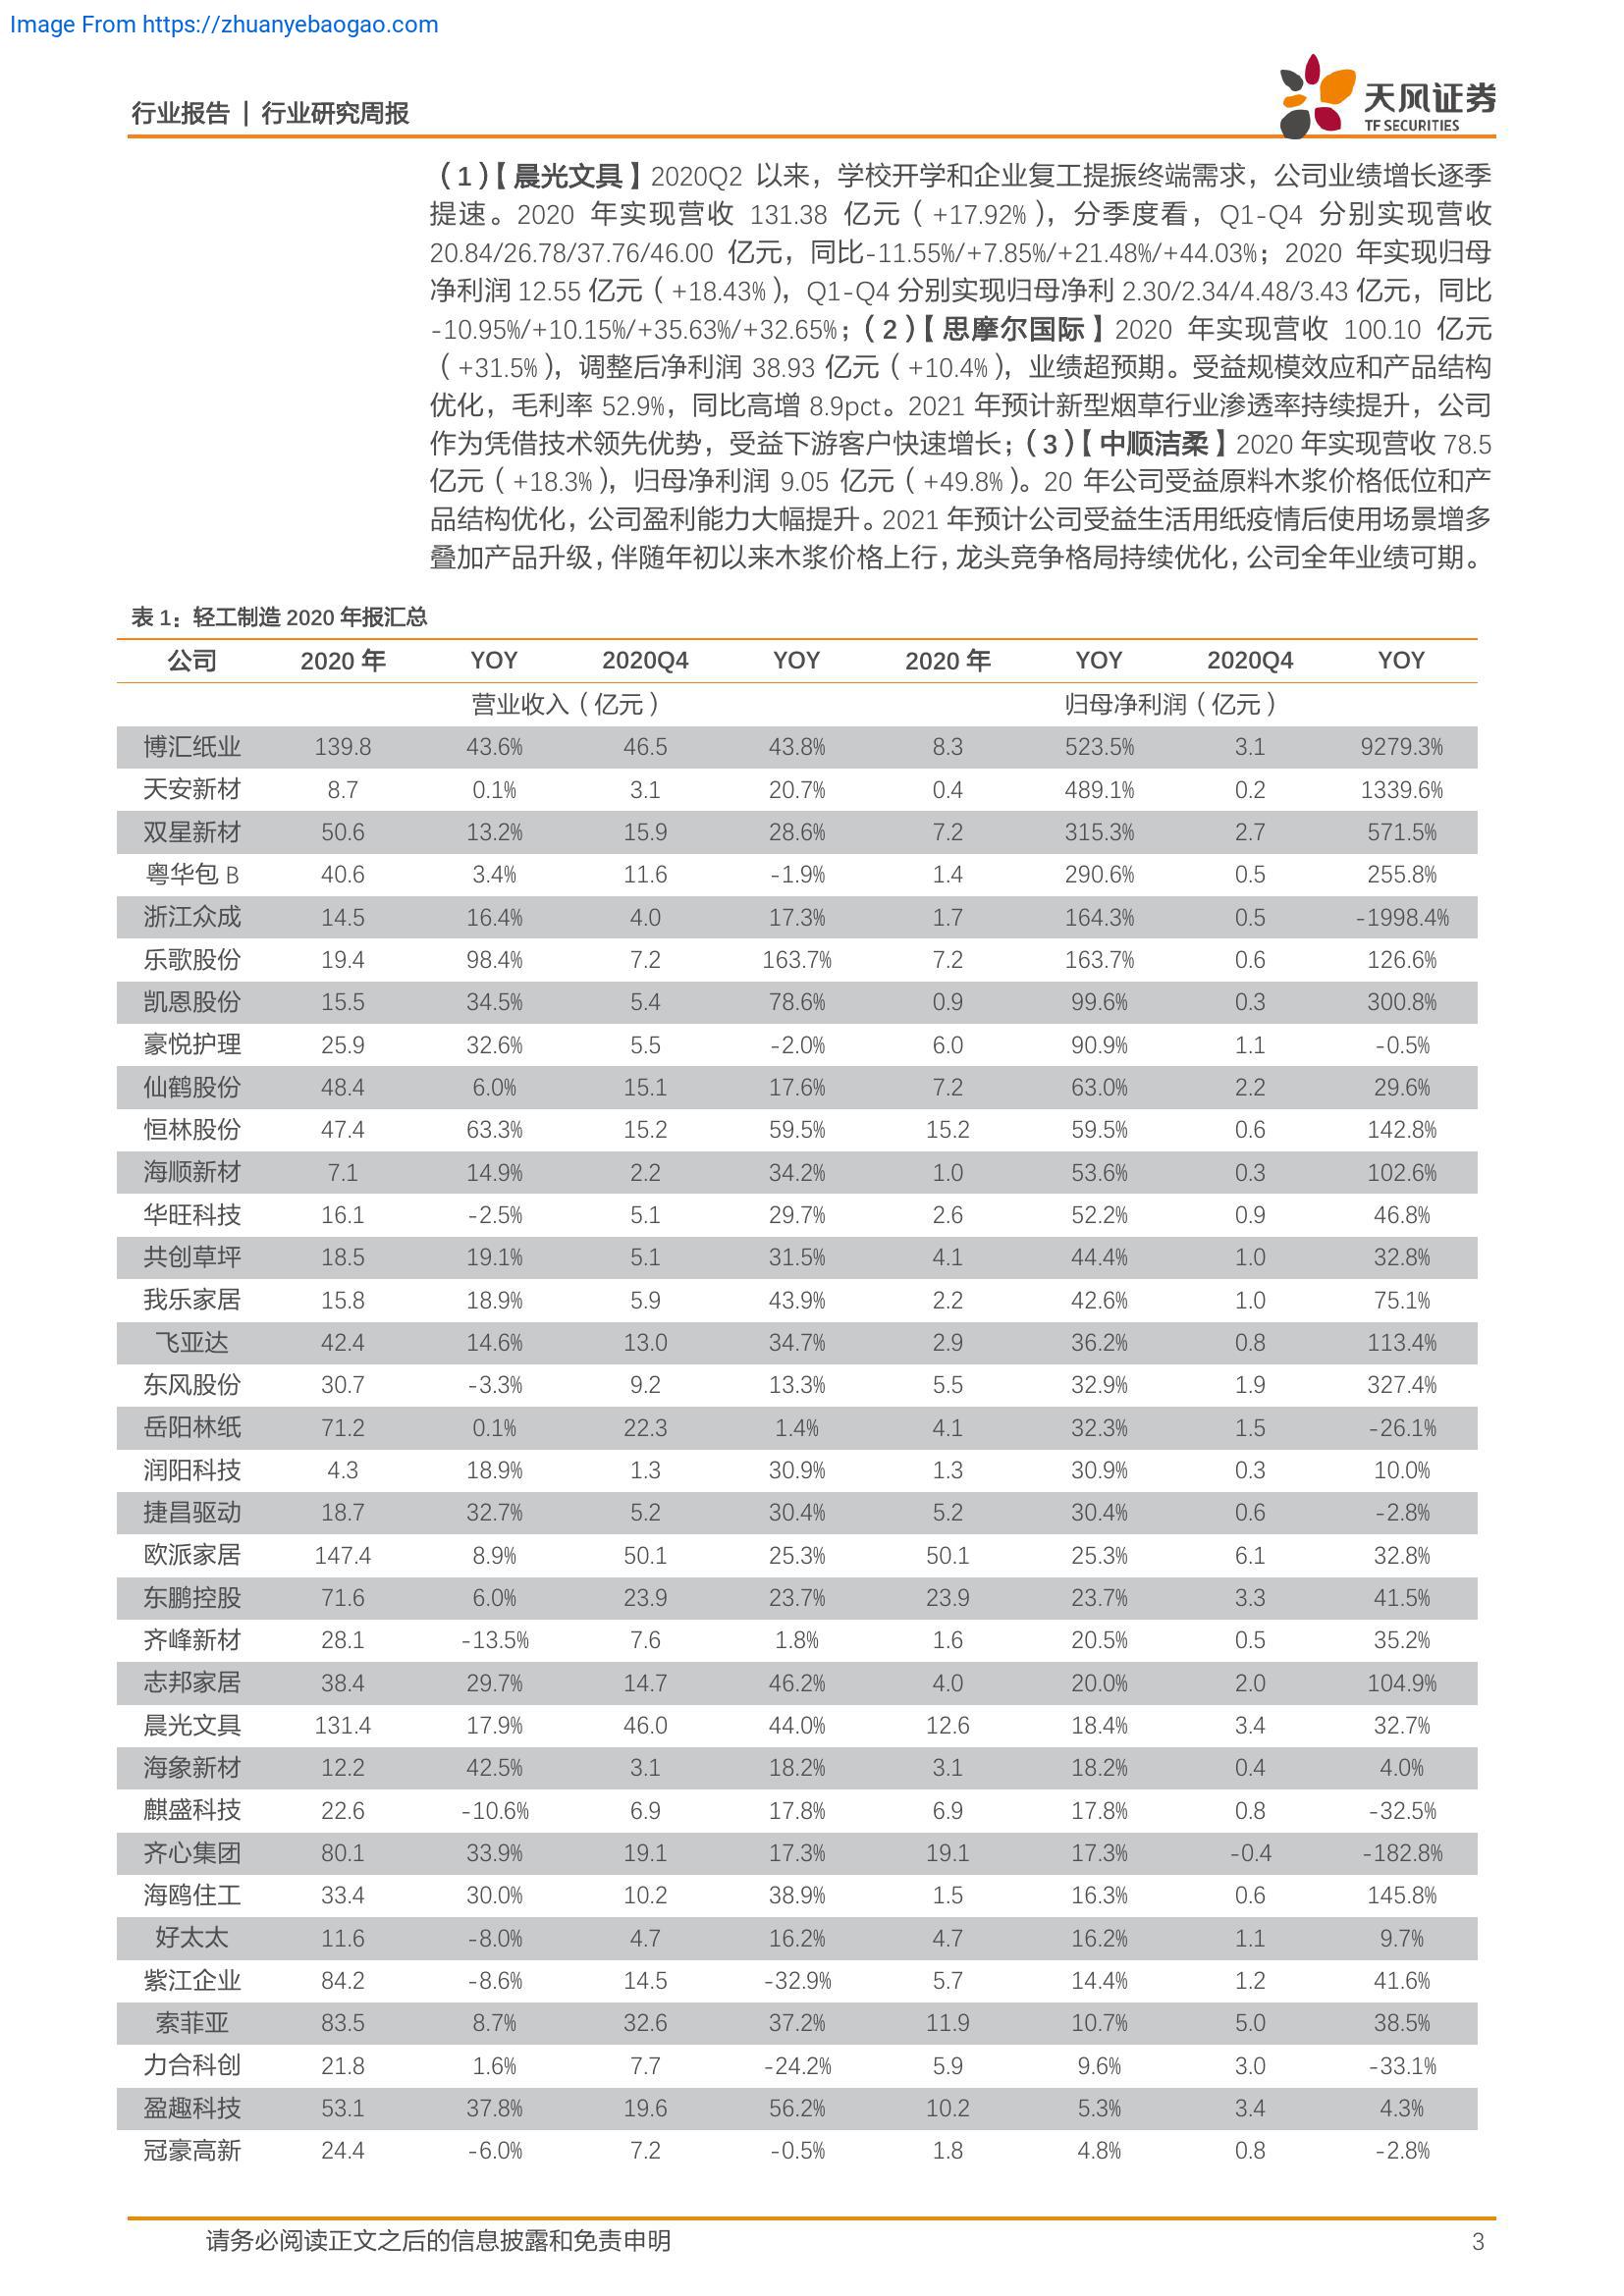 Image From https://zhuanyebaogao.com
行业报告 | 行业研究周报
天风证券
TF SECURITIES
（1）【晨光文具】2020Q2 以来，学校开学和企业复工提振终端需求，公司业绩增长逐季
提速。2020 年实现营收 131.38 亿元（+17.92%），分季度看，Q1-Q4 分别实现营收
20.84/26.78/37.76/46.00 亿元，同比-11.55%/+7.85%/+21.48%/+44.03%；2020 年实现归母
净利润 12.55 亿元（+18.43%），Q1-Q4 分别实现归母净利 2.30/2.34/4.48/3.43 亿元，同比
-10.95%/+10.15%/+35.63%/+32.65%；（2）【思摩尔国际】2020 年实现营收 100.10 亿元
（+31.5%），调整后净利润 38.93 亿元（+10.4%），业绩超预期。受益规模效应和产品结构
优化，毛利率 52.9%，同比高增 8.9pct。2021 年预计新型烟草行业渗透率持续提升，公司
作为凭借技术领先优势，受益下游客户快速增长；（3）【中顺洁柔】2020 年实现营收 78.5
亿元（+18.3%），归母净利润 9.05 亿元（+49.8%）。20 年公司受益原料木浆价格低位和产
品结构优化，公司盈利能力大幅提升。2021 年预计公司受益生活用纸疫情后使用场景增多
叠加产品升级，伴随年初以来木浆价格上行，龙头竞争格局持续优化，公司全年业绩可期。
表 1：轻工制造 2020 年报汇总
公司 2020 年 YOY 2020Q4 YOY 2020 年 YOY 2020Q4 YOY
营业收入（亿元） 归母净利润（亿元）
博汇纸业 139.8 43.6% 46.5 43.8% 8.3 523.5% 3.1 9279.3%
天安新材 8.7 0.1% 3.1 20.7% 0.4 489.1% 0.2 1339.6%
双星新材 50.6 13.2% 15.9 28.6% 7.2 315.3% 2.7 571.5%
粤华包 B 40.6 3.4% 11.6 -1.9% 1.4 290.6% 0.5 255.8%
浙江众成 14.5 16.4% 4.0 17.3% 1.7 164.3% 0.5 -1998.4%
乐歌股份 19.4 98.4% 7.2 163.7% 7.2 163.7% 0.6 126.6%
凯恩股份 15.5 34.5% 5.4 78.6% 0.9 99.6% 0.3 300.8%
豪悦护理 25.9 32.6% 5.5 -2.0% 6.0 90.9% 1.1 -0.5%
仙鹤股份 48.4 6.0% 15.1 17.6% 7.2 63.0% 2.2 29.6%
恒林股份 47.4 63.3% 15.2 59.5% 15.2 59.5% 0.6 142.8%
海顺新材 7.1 14.9% 2.2 34.2% 1.0 53.6% 0.3 102.6%
华旺科技 16.1 -2.5% 5.1 29.7% 2.6 52.2% 0.9 46.8%
共创草坪 18.5 19.1% 5.1 31.5% 4.1 44.4% 1.0 32.8%
我乐家居 15.8 18.9% 5.9 43.9% 2.2 42.6% 1.0 75.1%
飞亚达 42.4 14.6% 13.0 34.7% 2.9 36.2% 0.8 113.4%
东风股份 30.7 -3.3% 9.2 13.3% 5.5 32.9% 1.9 327.4%
岳阳林纸 71.2 0.1% 22.3 1.4% 4.1 32.3% 1.5 -26.1%
润阳科技 4.3 18.9% 1.3 30.9% 1.3 30.9% 0.3 10.0%
捷昌驱动 18.7 32.7% 5.2 30.4% 5.2 30.4% 0.6 -2.8%
欧派家居 147.4 8.9% 50.1 25.3% 50.1 25.3% 6.1 32.8%
东鹏控股 71.6 6.0% 23.9 23.7% 23.9 23.7% 3.3 41.5%
齐峰新材 28.1 -13.5% 7.6 1.8% 1.6 20.5% 0.5 35.2%
志邦家居 38.4 29.7% 14.7 46.2% 4.0 20.0% 2.0 104.9%
晨光文具 131.4 17.9% 46.0 44.0% 12.6 18.4% 3.4 32.7%
海象新材 12.2 42.5% 3.1 18.2% 3.1 18.2% 0.4 4.0%
麒盛科技 22.6 -10.6% 6.9 17.8% 6.9 17.8% 0.8 -32.5%
齐心集团 80.1 33.9% 19.1 17.3% 19.1 17.3% -0.4 -182.8%
海鸥住工 33.4 30.0% 10.2 38.9% 1.5 16.3% 0.6 145.8%
好太太 11.6 -8.0% 4.7 16.2% 4.7 16.2% 1.1 9.7%
紫江企业 84.2 -8.6% 14.5 -32.9% 5.7 14.4% 1.2 41.6%
索菲亚 83.5 8.7% 32.6 37.2% 11.9 10.7% 5.0 38.5%
力合科创 21.8 1.6% 7.7 -24.2% 5.9 9.6% 3.0 -33.1%
盈趣科技 53.1 37.8% 19.6 56.2% 10.2 5.3% 3.4 4.3%
冠豪高新 24.4 -6.0% 7.2 -0.5% 1.8 4.8% 0.8 -2.8%
请务必阅读正文之后的信息披露和免责申明 3